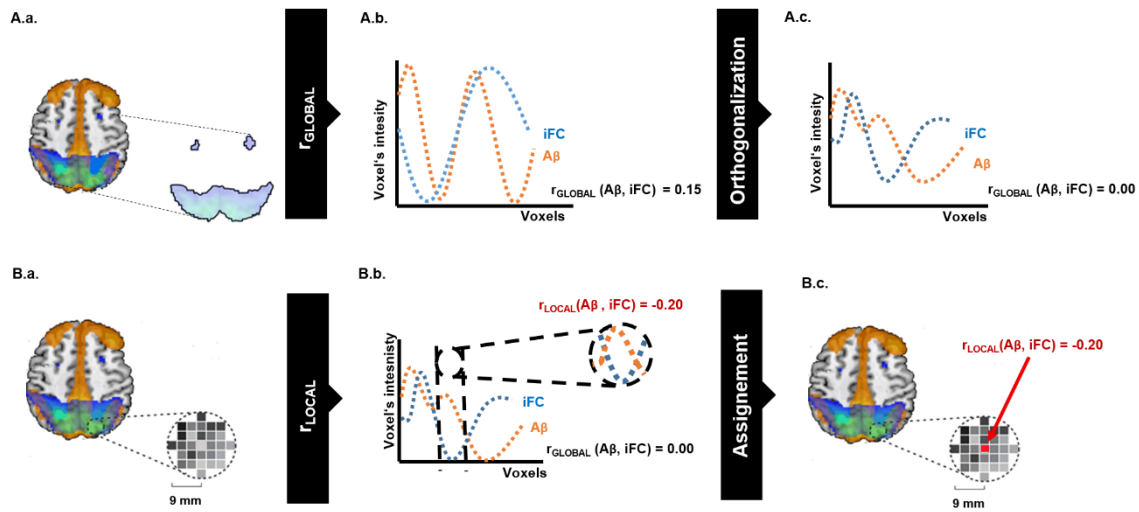 A.a.
A.b.
A.c.
rGLOBAL
Voxel's intesity
iFC
Aβ
rGLOBAL (Aβ, iFC) = 0.15
Voxels
Orthogonalization
Voxel's intesity
iFC
Aβ
rGLOBAL (Aβ, iFC) = 0.00
Voxels
B.a.
B.b.
B.c.
9 mm
rLOCAL
rLOCAL(Aβ , iFC) = -0.20
Voxel's intesnisty
iFC
Aβ
rGLOBAL (Aβ, iFC) = 0.00
Voxels
Assignement
rLOCAL(Aβ, iFC) = -0.20
9 mm